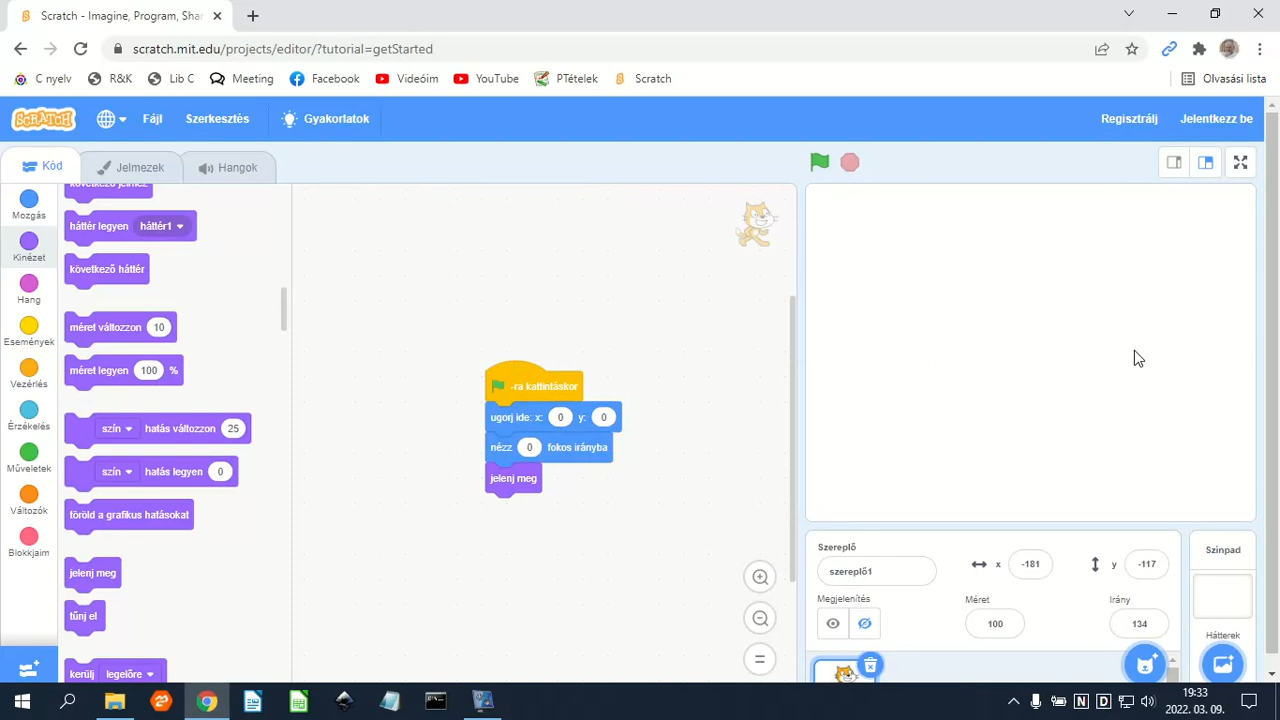 Scratch - Imagine, Program, Shar
scratch.mit.edu/projects/editor/?tutorial=getStarted
C nyelv
R&K
Lib C
Meeting
Facebook
Videóim
YouTube
PTételek
Scratch
Olvasási lista
SCRATCH
Fájl
Szerkesztés
Gyakorlatok
Regisztrálj
Jelentkezz be
Kód
Jelmezek
Hangok
Mozgás
Kinézet
Hang
Események
Vezérlés
Érzékelés
Műveletek
Változók
Blokkjaim
következő jelmez
háttér legyen háttér1
következő háttér
méret változzon 10
méret legyen 100 %
szín hatás változzon 25
szín hatás legyen 0
töröld a grafikus hatásokat
jelenj meg
tűnj el
kerülj legelőre
-ra kattintáskor
ugorj ide: x: 0 y: 0
nézz 0 fokos irányba
jelenj meg
Szereplő
szereplő1
x -181
y -117
Megjelenítés
Méret
100
Irány
134
Színpad
Hátterek
19:33
2022. 03. 09.